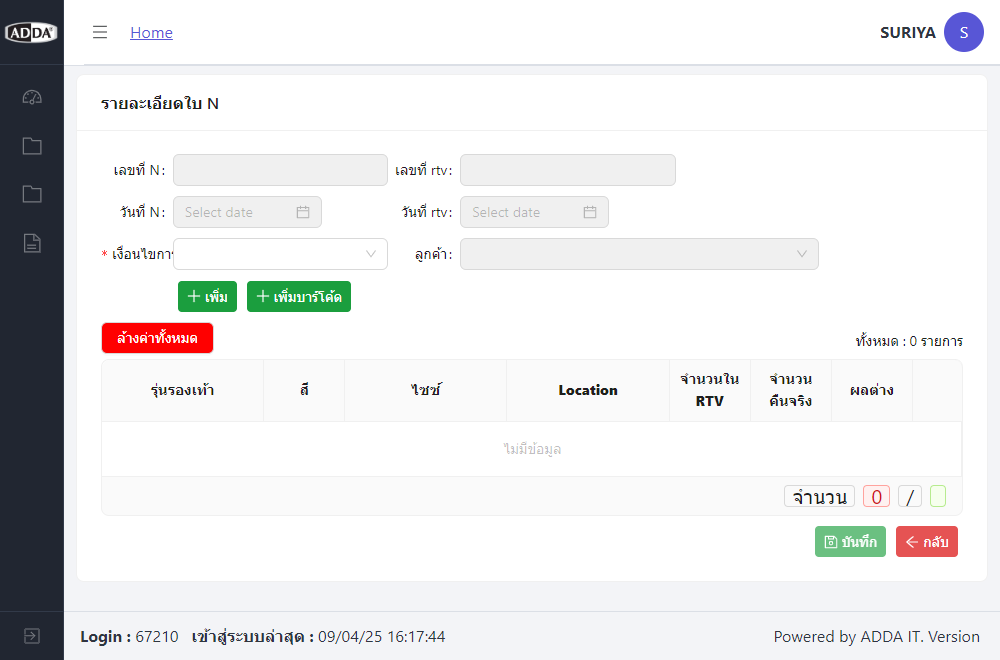 ADDA
Home
SURIYA S
รายละเอียดใบ N
เลขที่ N: เลขที่ rtv:
วันที่ N: Select date วันที่ rtv: Select date
* เงื่อนไขการ ลูกค้า:
+ เพิ่ม + เพิ่มบาร์โค้ด
ล้างค่าทั้งหมด
ทั้งหมด : 0 รายการ
รุ่นรองเท้า สี ไซซ์ Location จำนวนใน RTV จำนวน คืนจริง ผลต่าง
ไม่มีข้อมูล
จำนวน 0 /
บันทึก กลับ
Login : 67210 เข้าสู่ระบบล่าสุด : 09/04/25 16:17:44
Powered by ADDA IT. Version